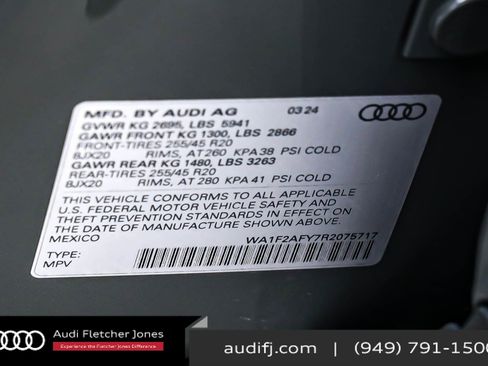 MFD. BY AUDI AG 03 24
GVWR KG 2695, LBS 5941
GAWR FRONT KG 1300, LBS 2866
FRONT-TIRES 255/45 R20
8JX20 RIMS, AT 260 KPA 38 PSI COLD
GAWR REAR KG 1480, LBS 3263
REAR-TIRES 255/45 R20
8JX20 RIMS, AT 280 KPA 41 PSI COLD
THIS VEHICLE CONFORMS TO ALL APPLICABLE
U.S. FEDERAL MOTOR VEHICLE SAFETY AND
THEFT PREVENTION STANDARDS IN EFFECT ON
THE DATE OF MANUFACTURE SHOWN ABOVE.
MEXICO WA1F2AFY7R2075717
TYPE:
MPV
Audi Fletcher Jones
Experience the Fletcher Jones Difference.
audifj.com | (949) 791-1500